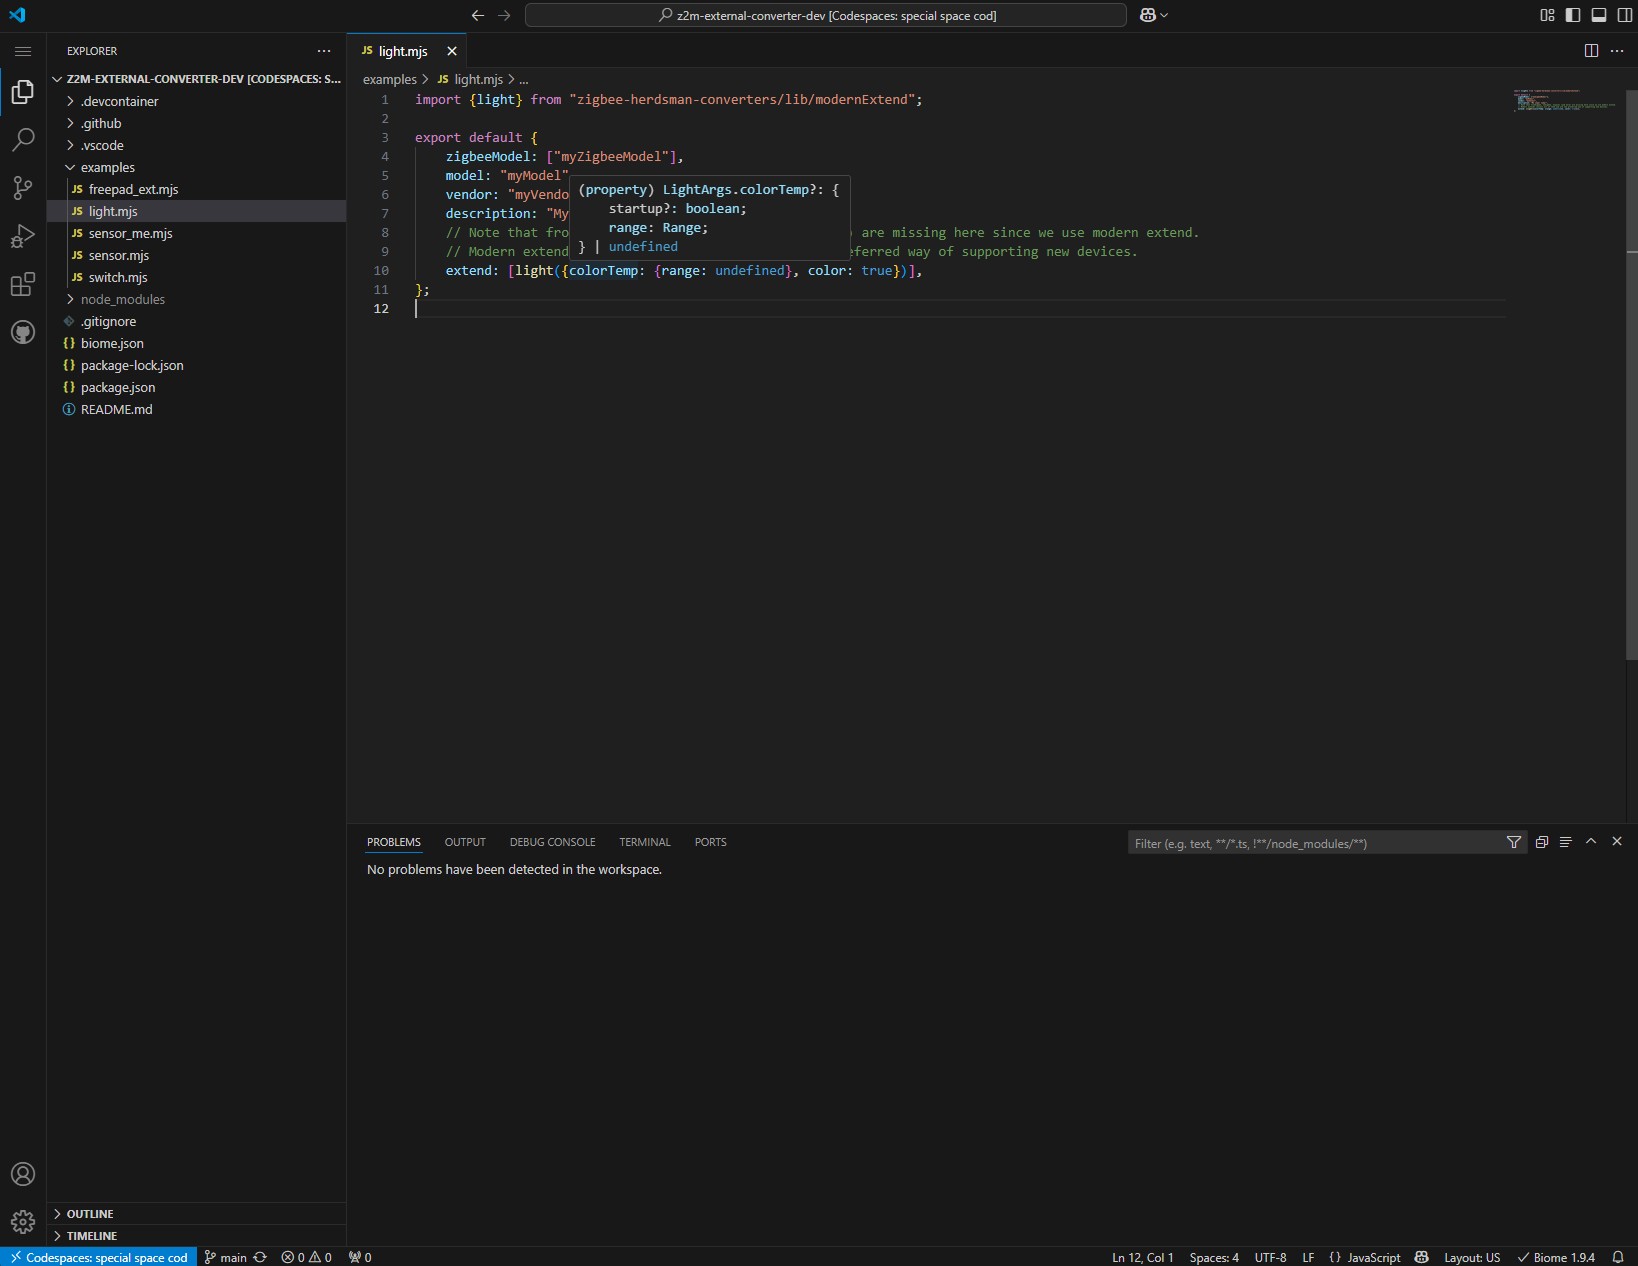 z2m-external-converter-dev [Codespaces: special space cod]
EXPLORER
Z2M-EXTERNAL-CONVERTER-DEV [CODESPACES: S...
.devcontainer
.github
.vscode
examples
JS freepad_ext.mjs
JS light.mjs
JS sensor_me.mjs
JS sensor.mjs
JS switch.mjs
node_modules
.gitignore
{} biome.json
{} package-lock.json
{} package.json
README.md
OUTLINE
TIMELINE
JS light.mjs
examples > JS light.mjs > ...
1 import {light} from "zigbee-herdsman-converters/lib/modernExtend";
2
3 export default {
4 zigbeeModel: ["myZigbeeModel"],
5 model: "myModel"
6 vendor: "myVendo
7 description: "My
8 // Note that fro ) are missing here since we use modern extend.
9 // Modern extend eferred way of supporting new devices.
10 extend: [light({colorTemp: {range: undefined}, color: true})],
11 };
12
(property) LightArgs.colorTemp?: {
startup?: boolean;
range: Range;
} | undefined
PROBLEMS OUTPUT DEBUG CONSOLE TERMINAL PORTS
Filter (e.g. text, **/*.ts, !**/node_modules/**)
No problems have been detected in the workspace.
Codespaces: special space cod main 0 0 0 Ln 12, Col 1 Spaces: 4 UTF-8 LF {} JavaScript Layout: US Biome 1.9.4